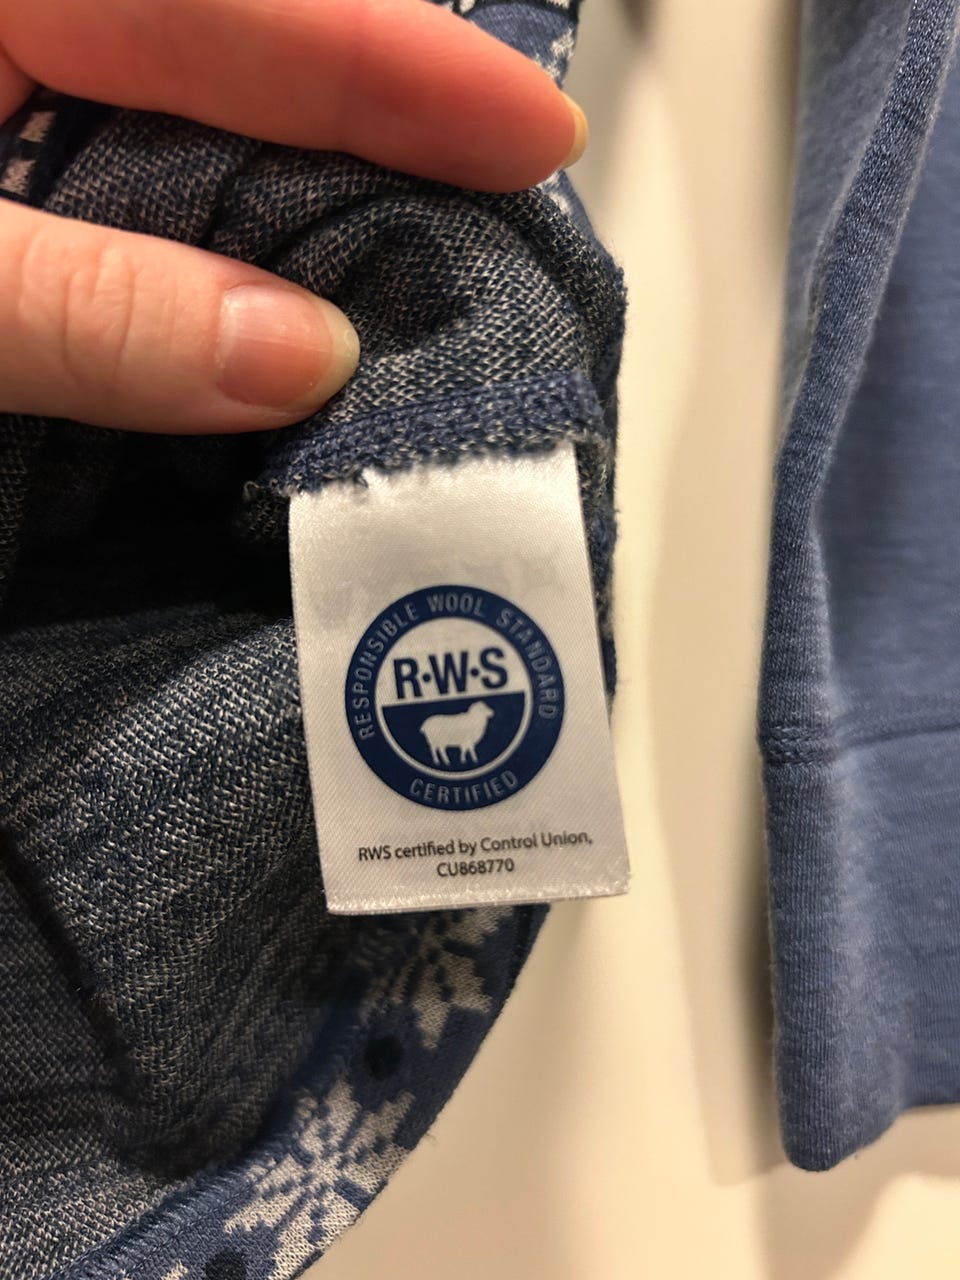 RESPONSIBLE WOOL STANDARD
R·W·S
CERTIFIED
RWS certified by Control Union,
CU868770